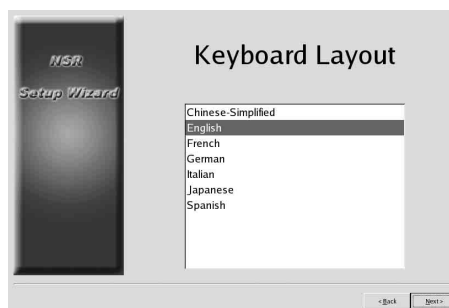 NSR
Setup Wizard
Keyboard Layout
Chinese-Simplified
English
French
German
Italian
Japanese
Spanish
< Back
Next >